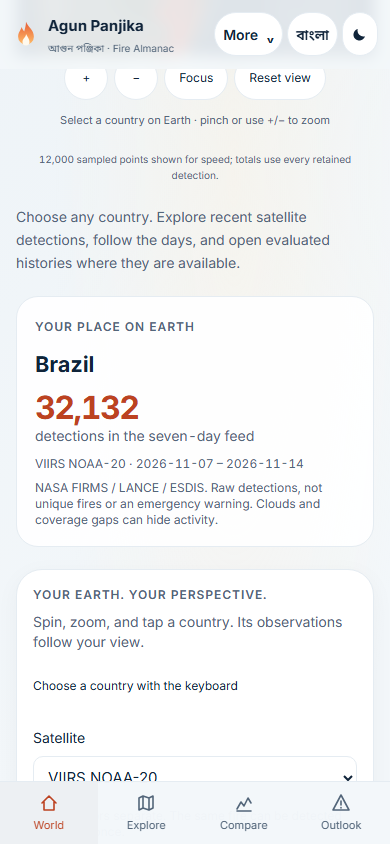 Agun Panjika
আগুন পঞ্জিকা · Fire Almanac
More
বাংলা
+
−
Focus
Reset view
Select a country on Earth · pinch or use +/− to zoom
12,000 sampled points shown for speed; totals use every retained
detection.
Choose any country. Explore recent satellite
detections, follow the days, and open evaluated
histories where they are available.
YOUR PLACE ON EARTH
Brazil
32,132
detections in the seven-day feed
VIIRS NOAA-20 · 2026-11-07 – 2026-11-14
NASA FIRMS / LANCE / ESDIS. Raw detections, not
unique fires or an emergency warning. Clouds and
coverage gaps can hide activity.
YOUR EARTH. YOUR PERSPECTIVE.
Spin, zoom, and tap a country. Its observations
follow your view.
Choose a country with the keyboard
Satellite
VIIRS NOAA-20
World
Explore
Compare
Outlook